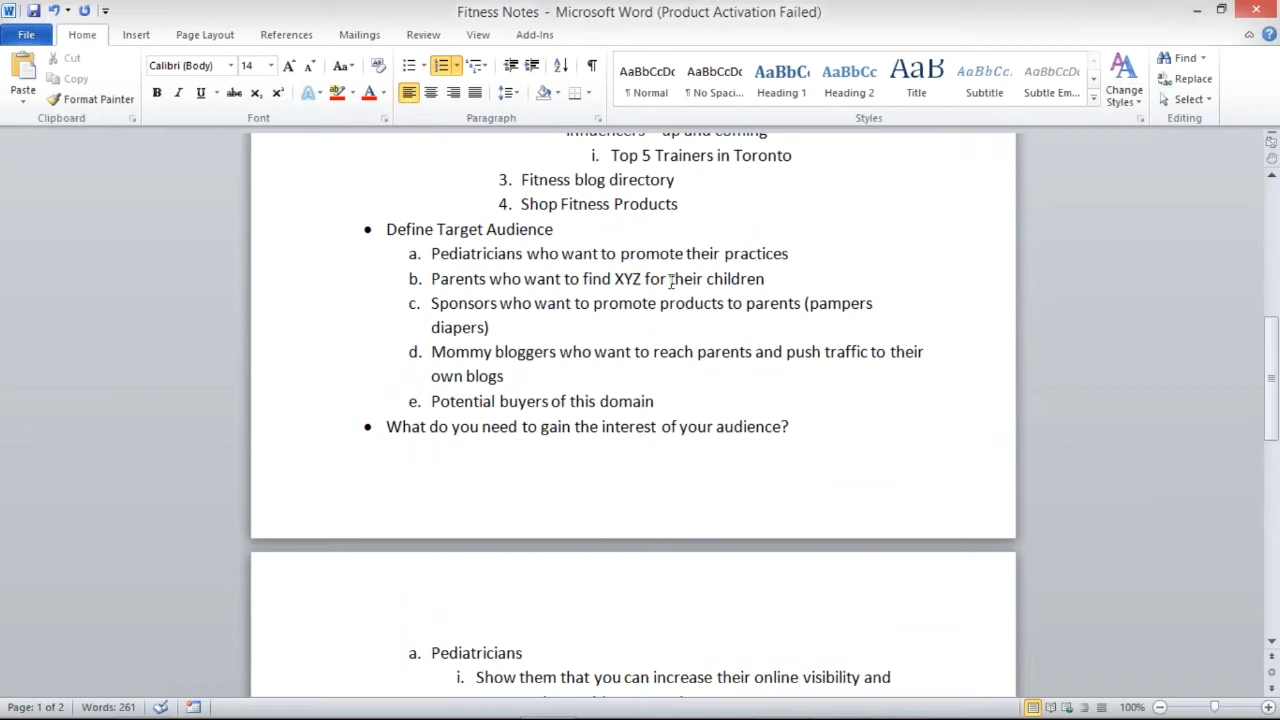 Fitness Notes - Microsoft Word (Product Activation Failed)
File Home Insert Page Layout References Mailings Review View Add-Ins
Cut
Copy
Format Painter
Paste
Clipboard
Calibri (Body) 14
Font
Paragraph
AaBbCcDc AaBbCcDc AaBbC AaBbCc AaB AaBbCc. AaBbCcDc
¶ Normal ¶ No Spaci... Heading 1 Heading 2 Title Subtitle Subtle Em...
Styles
Change Styles
Find
Replace
Select
Editing
Influencers – up and coming
i. Top 5 Trainers in Toronto
3. Fitness blog directory
4. Shop Fitness Products
• Define Target Audience
a. Pediatricians who want to promote their practices
b. Parents who want to find XYZ for their children
c. Sponsors who want to promote products to parents (pampers
diapers)
d. Mommy bloggers who want to reach parents and push traffic to their
own blogs
e. Potential buyers of this domain
• What do you need to gain the interest of your audience?
a. Pediatricians
i. Show them that you can increase their online visibility and
Page: 1 of 2 Words: 261 100%